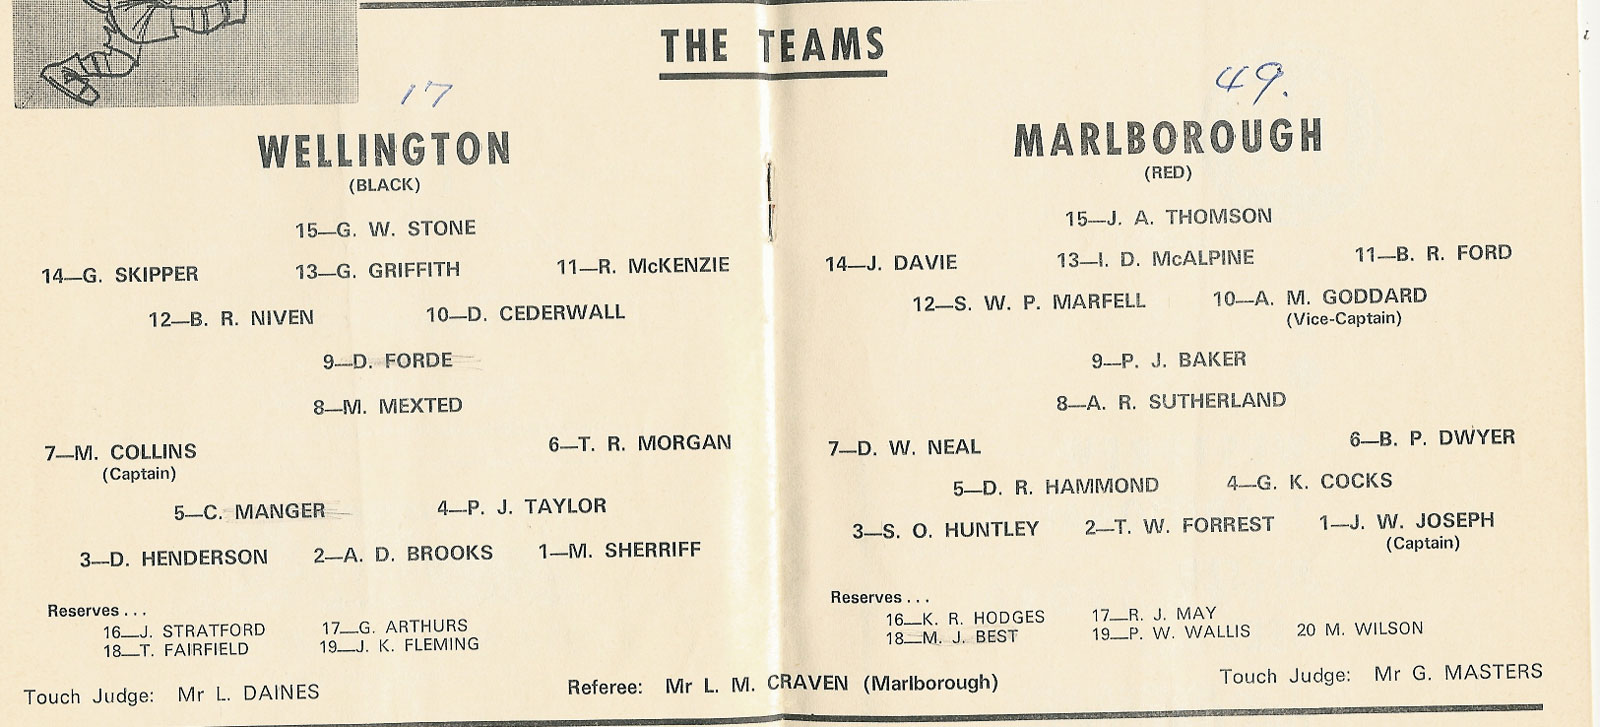 THE TEAMS
17
WELLINGTON
(BLACK)
15—G. W. STONE
14—G. SKIPPER 13—G. GRIFFITH 11—R. McKENZIE
12—B. R. NIVEN 10—D. CEDERWALL
9—D. FORDE
8—M. MEXTED
7—M. COLLINS 6—T. R. MORGAN
(Captain)
5—C. MANGER 4—P. J. TAYLOR
3—D. HENDERSON 2—A. D. BROOKS 1—M. SHERRIFF
Reserves . . .
16—J. STRATFORD 17—G. ARTHURS
18—T. FAIRFIELD 19—J. K. FLEMING
Touch Judge: Mr L. DAINES
49.
MARLBOROUGH
(RED)
15—J. A. THOMSON
14—J. DAVIE 13—I. D. McALPINE 11—B. R. FORD
12—S. W. P. MARFELL 10—A. M. GODDARD
(Vice-Captain)
9—P. J. BAKER
8—A. R. SUTHERLAND
7—D. W. NEAL 6—B. P. DWYER
5—D. R. HAMMOND 4—G. K. COCKS
3—S. O. HUNTLEY 2—T. W. FORREST 1—J. W. JOSEPH
(Captain)
Reserves . . .
16—K. R. HODGES 17—R. J. MAY
18—M. J. BEST 19—P. W. WALLIS 20 M. WILSON
Referee: Mr L. M. CRAVEN (Marlborough)
Touch Judge: Mr G. MASTERS